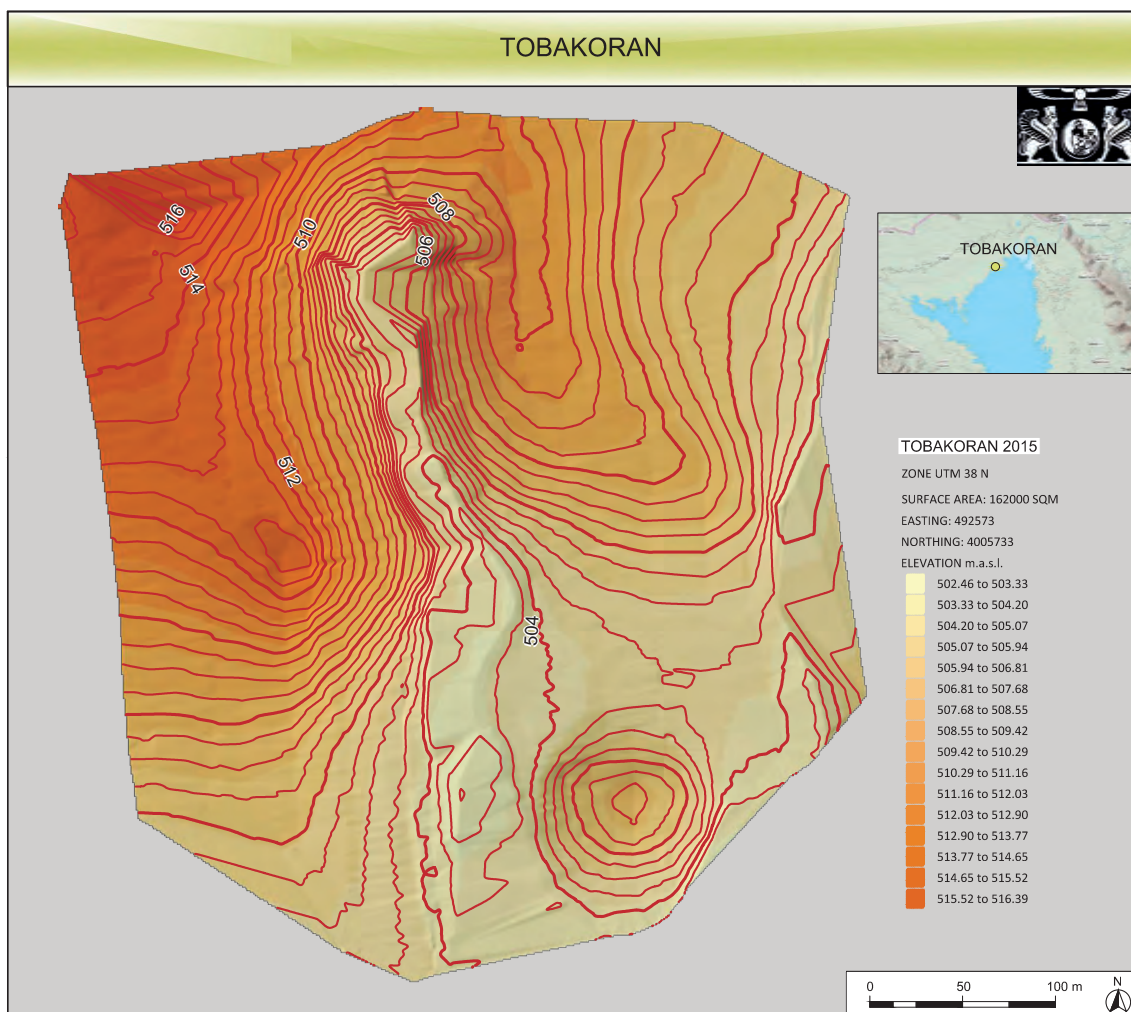 TOBAKORAN
516
514
510
508
506
512
504
TOBAKORAN
TOBAKORAN 2015
ZONE UTM 38 N
SURFACE AREA: 162000 SQM
EASTING: 492573
NORTHING: 4005733
ELEVATION m.a.s.l.
502.46 to 503.33
503.33 to 504.20
504.20 to 505.07
505.07 to 505.94
505.94 to 506.81
506.81 to 507.68
507.68 to 508.55
508.55 to 509.42
509.42 to 510.29
510.29 to 511.16
511.16 to 512.03
512.03 to 512.90
512.90 to 513.77
513.77 to 514.65
514.65 to 515.52
515.52 to 516.39
0 50 100 m
N